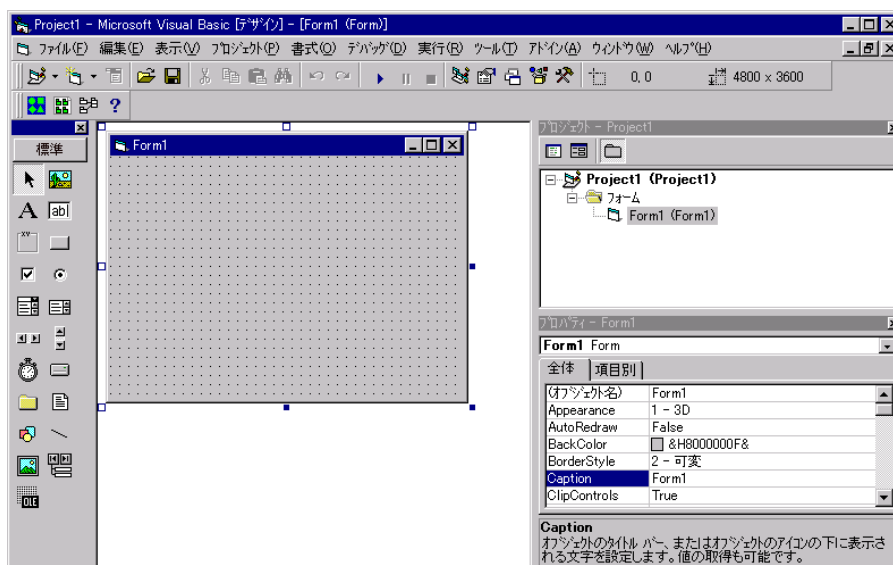 Project1 - Microsoft Visual Basic [ﾃﾞｻﾞｲﾝ] - [Form1 (Form)]
ﾌｧｲﾙ(F) 編集(E) 表示(V) ﾌﾟﾛｼﾞｪｸﾄ(P) 書式(O) ﾃﾞﾊﾞｯｸﾞ(D) 実行(R) ﾂｰﾙ(T) ｱﾄﾞｲﾝ(A) ｳｨﾝﾄﾞｳ(W) ﾍﾙﾌﾟ(H)
0, 0 4800 x 3600
標準
A ab|
XY
OLE
Form1
ﾌﾟﾛｼﾞｪｸﾄ - Project1
Project1 (Project1)
ﾌｫｰﾑ
Form1 (Form1)
ﾌﾟﾛﾊﾟﾃｨ - Form1
Form1 Form
全体 項目別
(ｵﾌﾞｼﾞｪｸﾄ名) Form1
Appearance 1 - 3D
AutoRedraw False
BackColor &H8000000F&
BorderStyle 2 - 可変
Caption Form1
ClipControls True
Caption
ｵﾌﾞｼﾞｪｸﾄのﾀｲﾄﾙ ﾊﾞｰ、またはｵﾌﾞｼﾞｪｸﾄのｱｲｺﾝの下に表示さ
れる文字を設定します。値の取得も可能です。